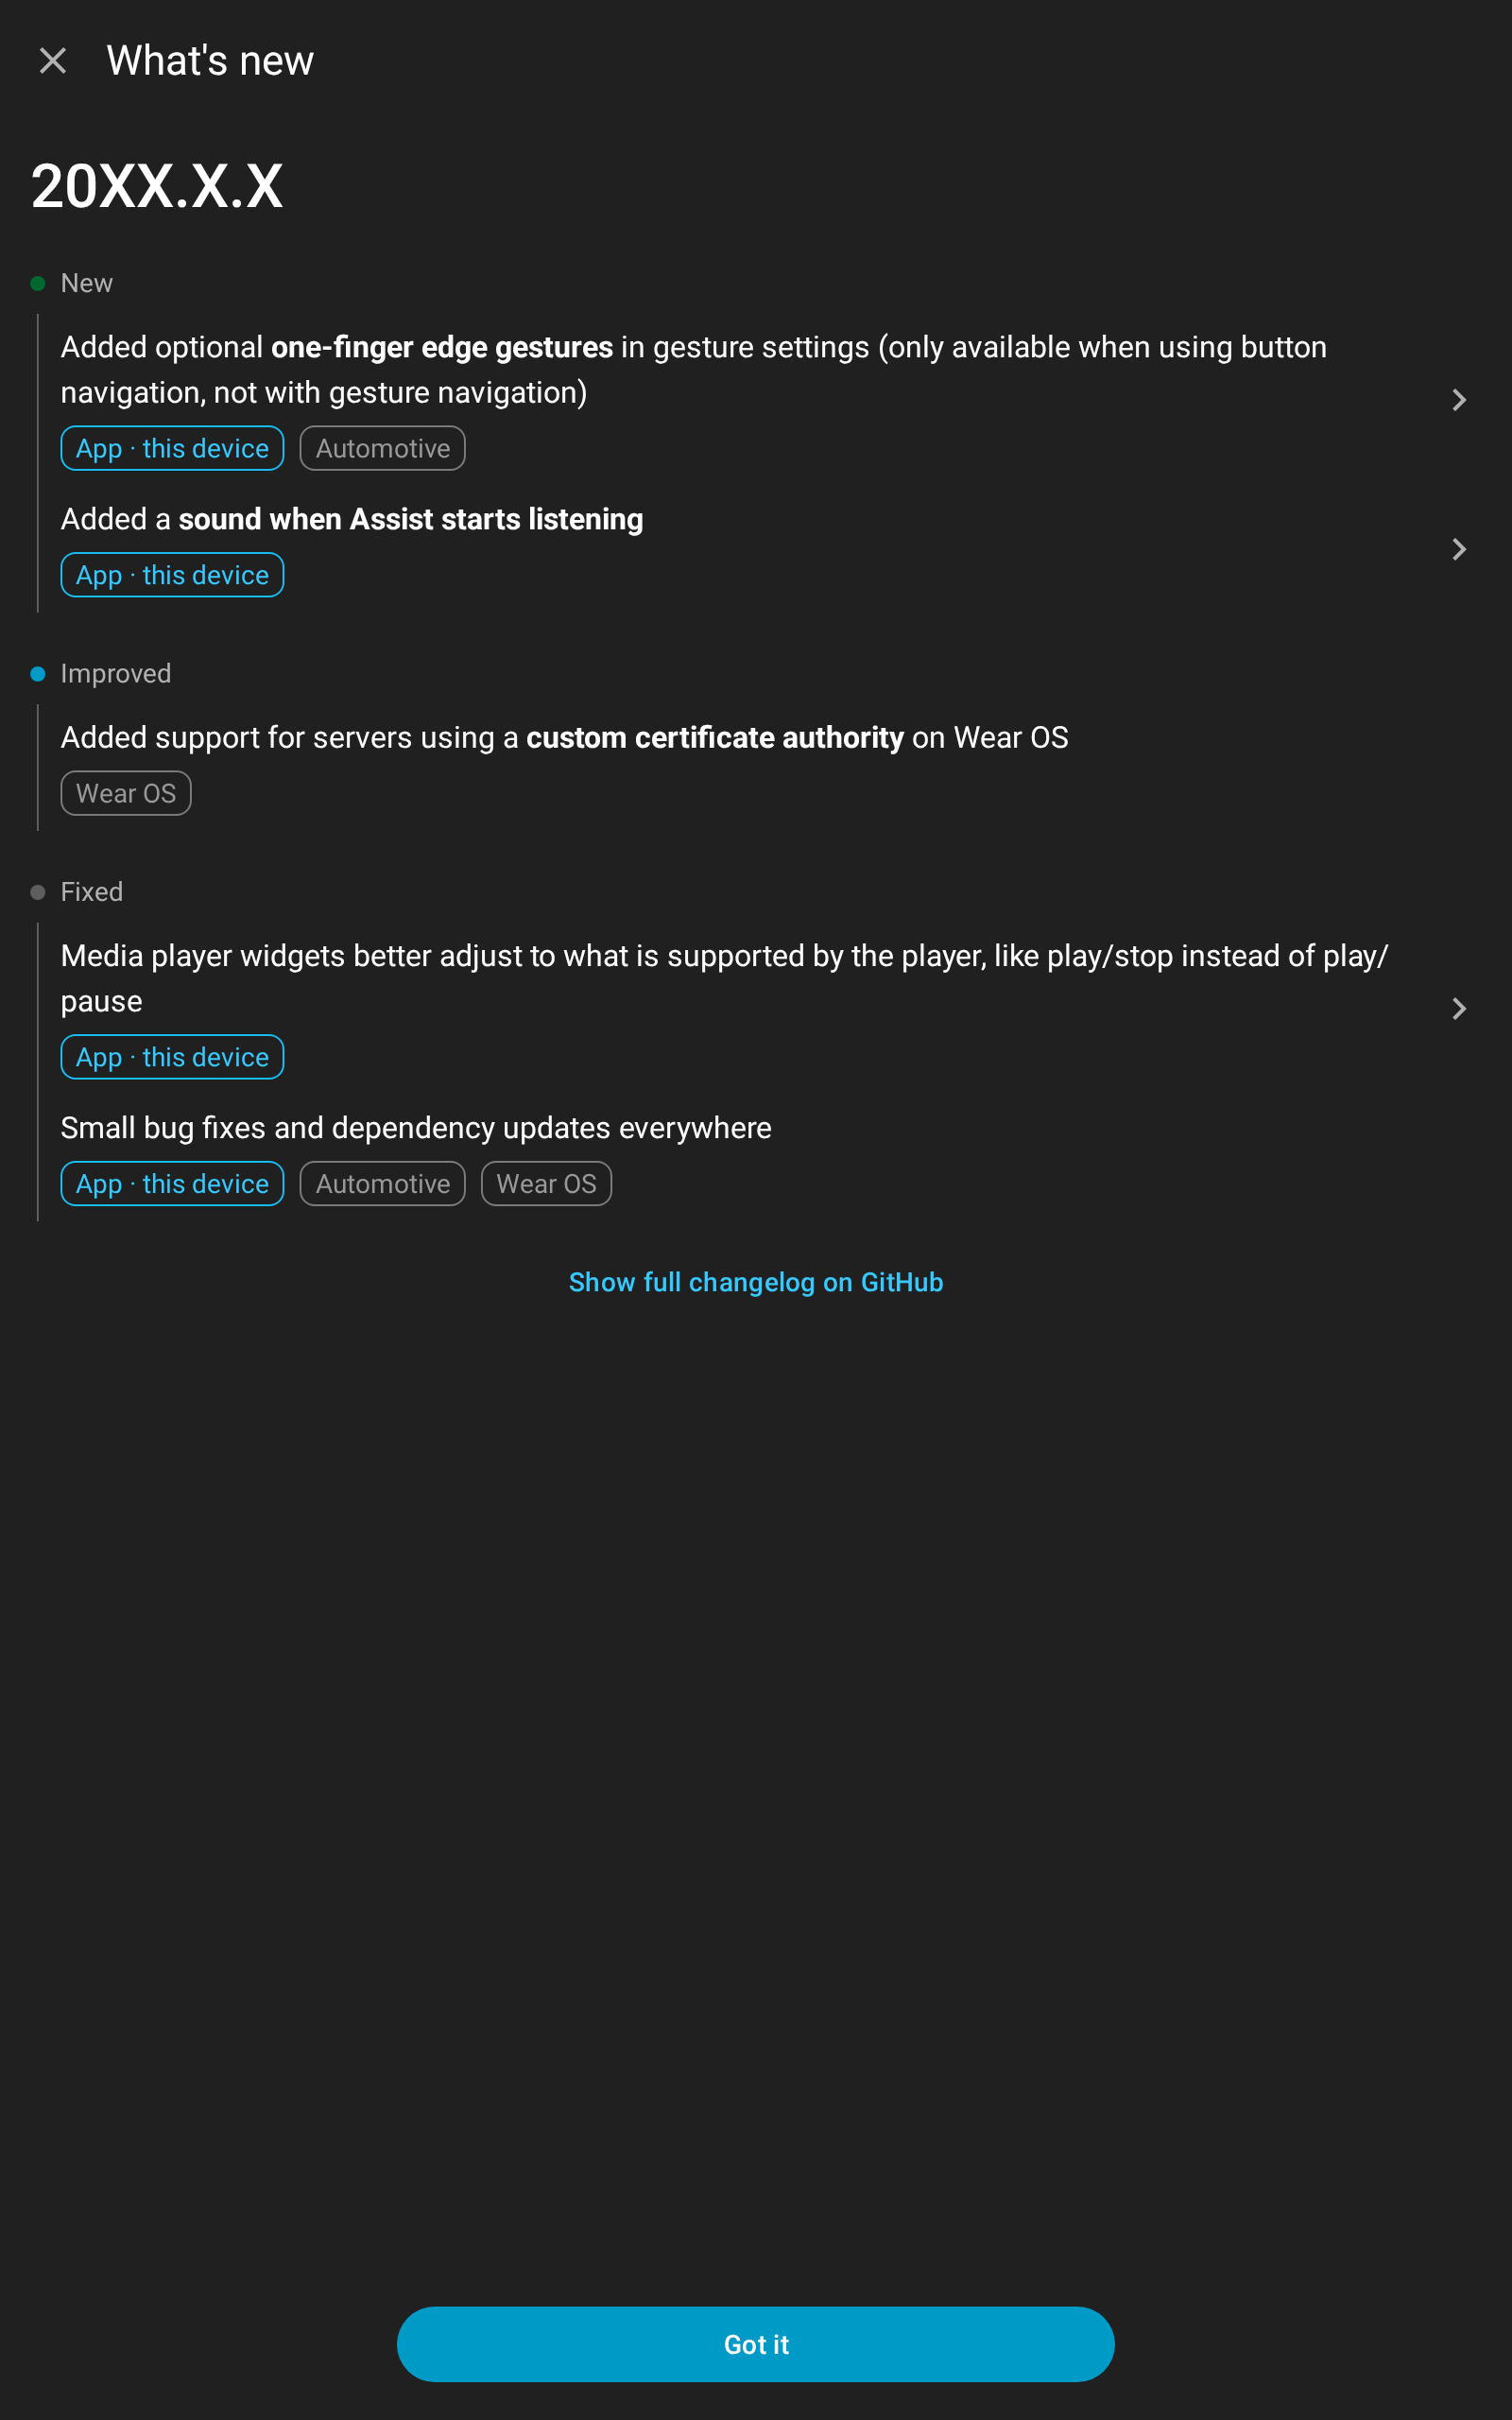 What's new
20XX.X.X
New
Added optional one-finger edge gestures in gesture settings (only available when using button
navigation, not with gesture navigation)
App · this device Automotive
Added a sound when Assist starts listening
App · this device
Improved
Added support for servers using a custom certificate authority on Wear OS
Wear OS
Fixed
Media player widgets better adjust to what is supported by the player, like play/stop instead of play/
pause
App · this device
Small bug fixes and dependency updates everywhere
App · this device Automotive Wear OS
Show full changelog on GitHub
Got it